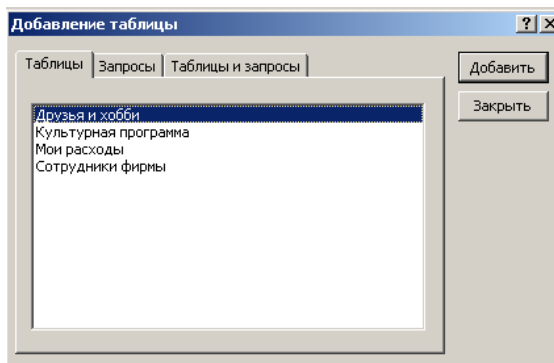 Добавление таблицы
Таблицы Запросы Таблицы и запросы
Добавить
Закрыть
Друзья и хобби
Культурная программа
Мои расходы
Сотрудники фирмы